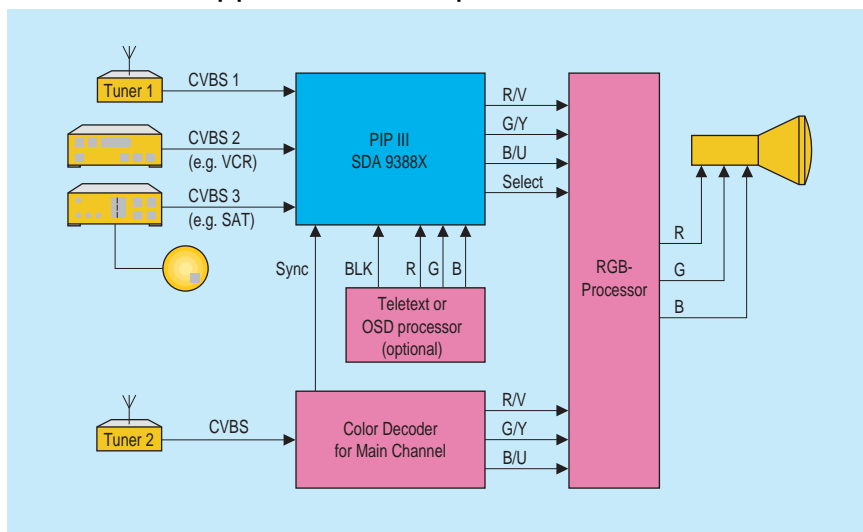 CVBS 1
Tuner 1
CVBS 2
(e.g. VCR)
CVBS 3
(e.g. SAT)
PIP III
SDA 9388X
R/V
G/Y
B/U
Select
Sync
BLK
R
G
B
Teletext or
OSD processor
(optional)
RGB-
Processor
R
G
B
Tuner 2
CVBS
Color Decoder
for Main Channel
R/V
G/Y
B/U